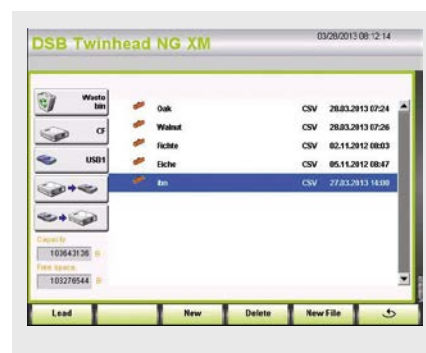 DSB Twinhead NG XM
03/28/2013 08:12:14
Waste bin
CF
USB1
Oak CSV 28.03.2013 07:24
Walnut CSV 28.03.2013 07:26
Fichte CSV 02.11.2012 08:03
Eiche CSV 05.11.2012 08:47
ibn CSV 27.03.2013 14:00
Capacity
103643136 B
Free space
103276544 B
Load
New
Delete
New File